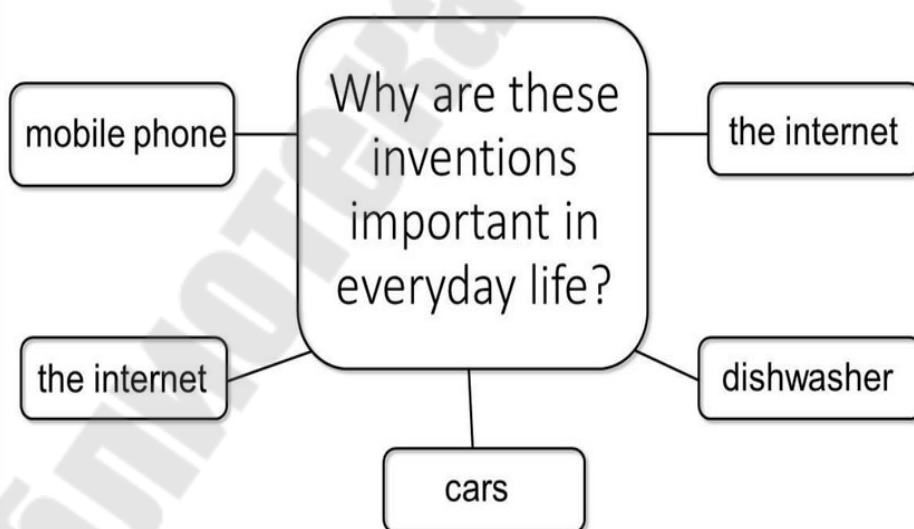 Why are these
inventions
important in
everyday life?
mobile phone
the internet
the internet
dishwasher
cars